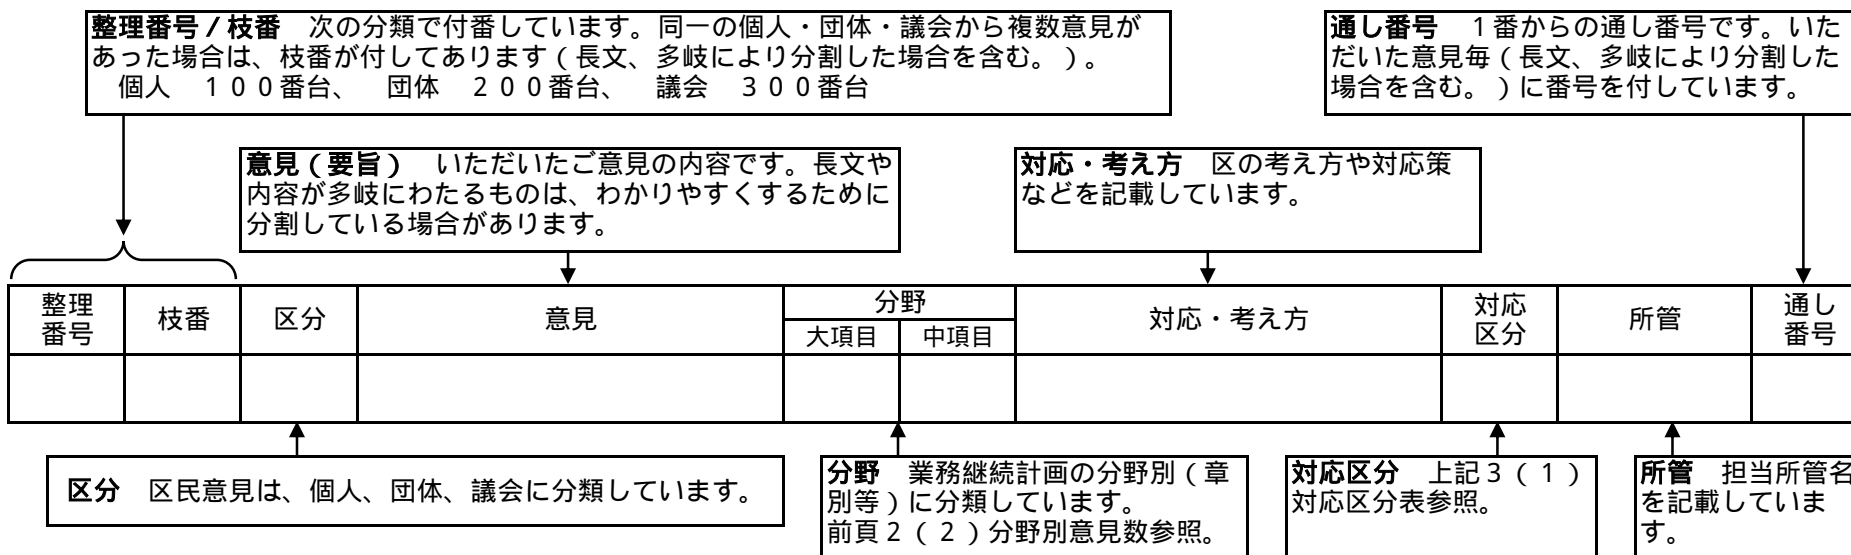 整理番号／枝番　次の分類で付番しています。同一の個人・団体・議会から複数意見が
あった場合は、枝番が付してあります（長文、多岐により分割した場合を含む。）。
個人　１００番台、　団体　２００番台、　議会　３００番台
通し番号　１番からの通し番号です。いた
だいた意見毎（長文、多岐により分割した
場合を含む。）に番号を付しています。
意見（要旨）　いただいたご意見の内容です。長文や
内容が多岐にわたるものは、わかりやすくするために
分割している場合があります。
対応・考え方　区の考え方や対応策
などを記載しています。
整理
番号
枝番
区分
意見
分野
大項目
中項目
対応・考え方
対応
区分
所管
通し
番号
区分　区民意見は、個人、団体、議会に分類しています。
分野　業務継続計画の分野別（章
別等）に分類しています。
前頁２（２）分野別意見数参照。
対応区分　上記３（１）
対応区分表参照。
所管　担当所管名
を記載していま
す。